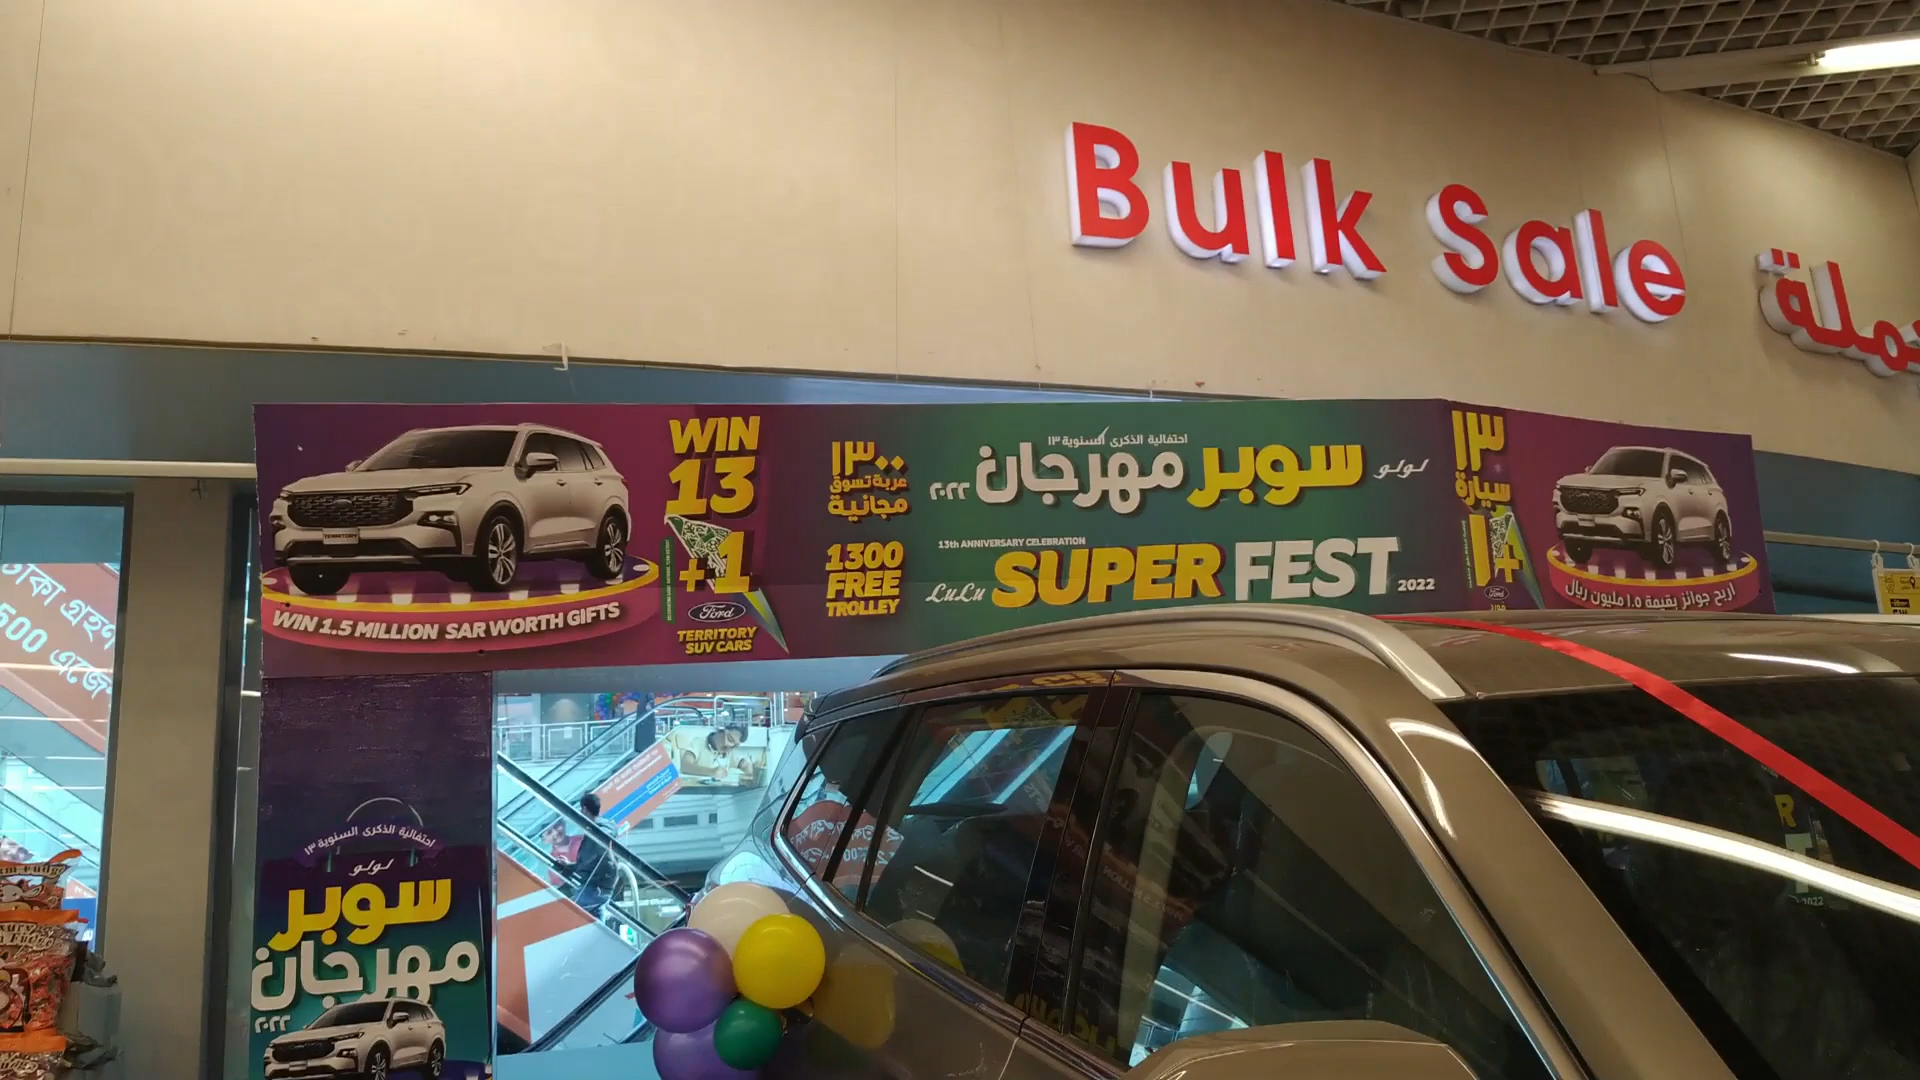 Bulk Sale
WIN
13
+1
Ford
TERRITORY
SUV CARS
TERRITORY
WIN 1.5 MILLION SAR WORTH GIFTS
١٣٠٠
عربة تسوق
مجانية
1300
FREE
TROLLEY
احتفالية الذكرى السنوية ١٣
لولو سوبر مهرجان ٢٠٢٢
13th ANNIVERSARY CELEBRATION
LuLu SUPER FEST 2022
١٣
سيارة
+١
Ford
اربح جوائز بقيمة ١.٥ مليون ريال
احتفالية الذكرى السنوية ١٣
لولو
سوبر
مهرجان
٢٠٢٢